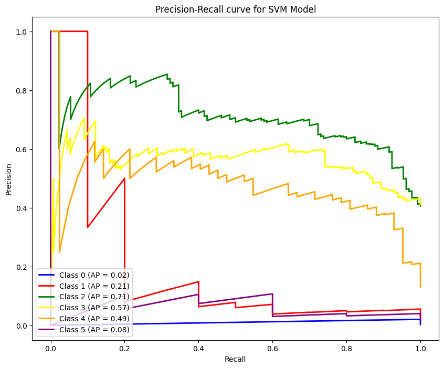 Precision-Recall curve for SVM Model
Precision
1.0
0.8
0.6
0.4
0.2
0.0
Class 0 (AP = 0.02)
Class 1 (AP = 0.21)
Class 2 (AP = 0.71)
Class 3 (AP = 0.57)
Class 4 (AP = 0.49)
Class 5 (AP = 0.08)
0.0 0.2 0.4 0.6 0.8 1.0
Recall